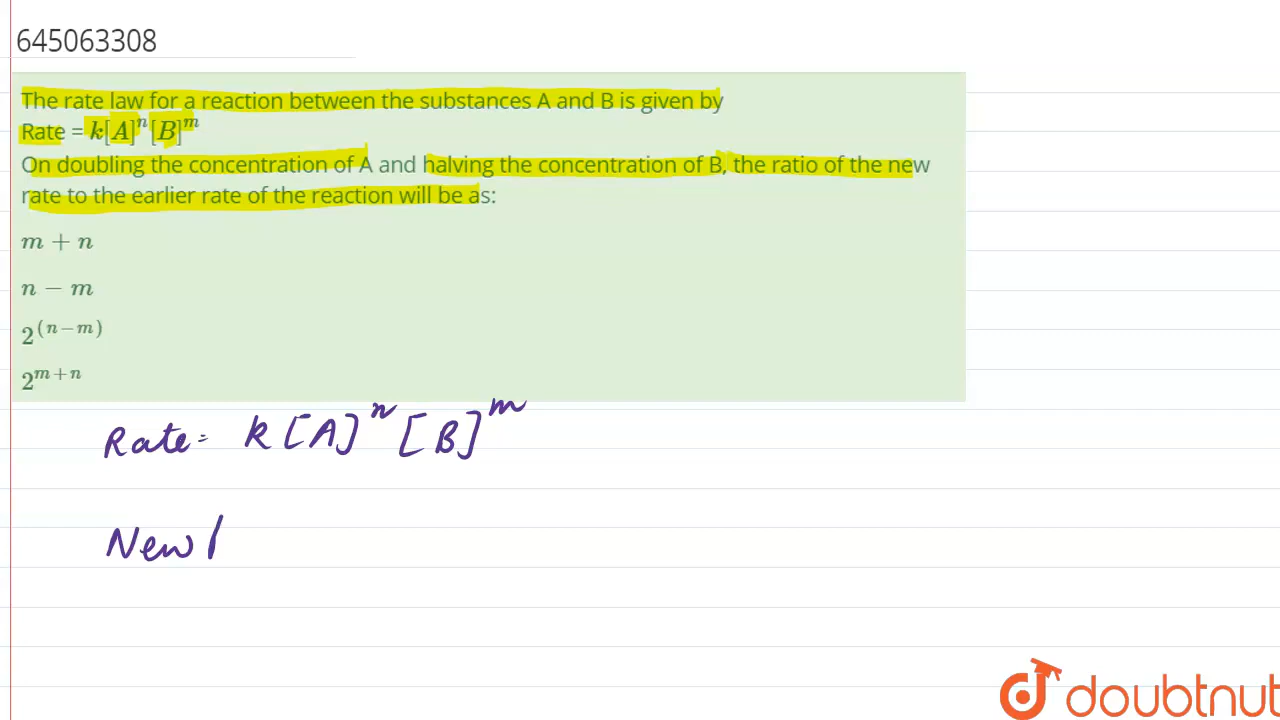 645063308
The rate law for a reaction between the substances A and B is given by
Rate = k[A]^n[B]^m
On doubling the concentration of A and halving the concentration of B, the ratio of the new
rate to the earlier rate of the reaction will be as:
m + n
n − m
2^(n−m)
2^m+n
Rate = k[A]^n [B]^m
New
doubtnut